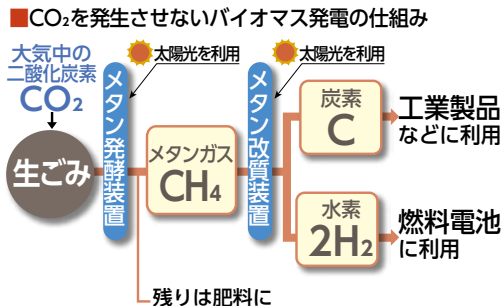 ■CO₂を発生させないバイオマス発電の仕組み
大気中の
二酸化炭素
CO₂
太陽光を利用
太陽光を利用
生ごみ
メタン発酵装置
メタンガス
CH₄
メタン改質装置
炭素
C
工業製品
などに利用
水素
2H₂
燃料電池
に利用
残りは肥料に